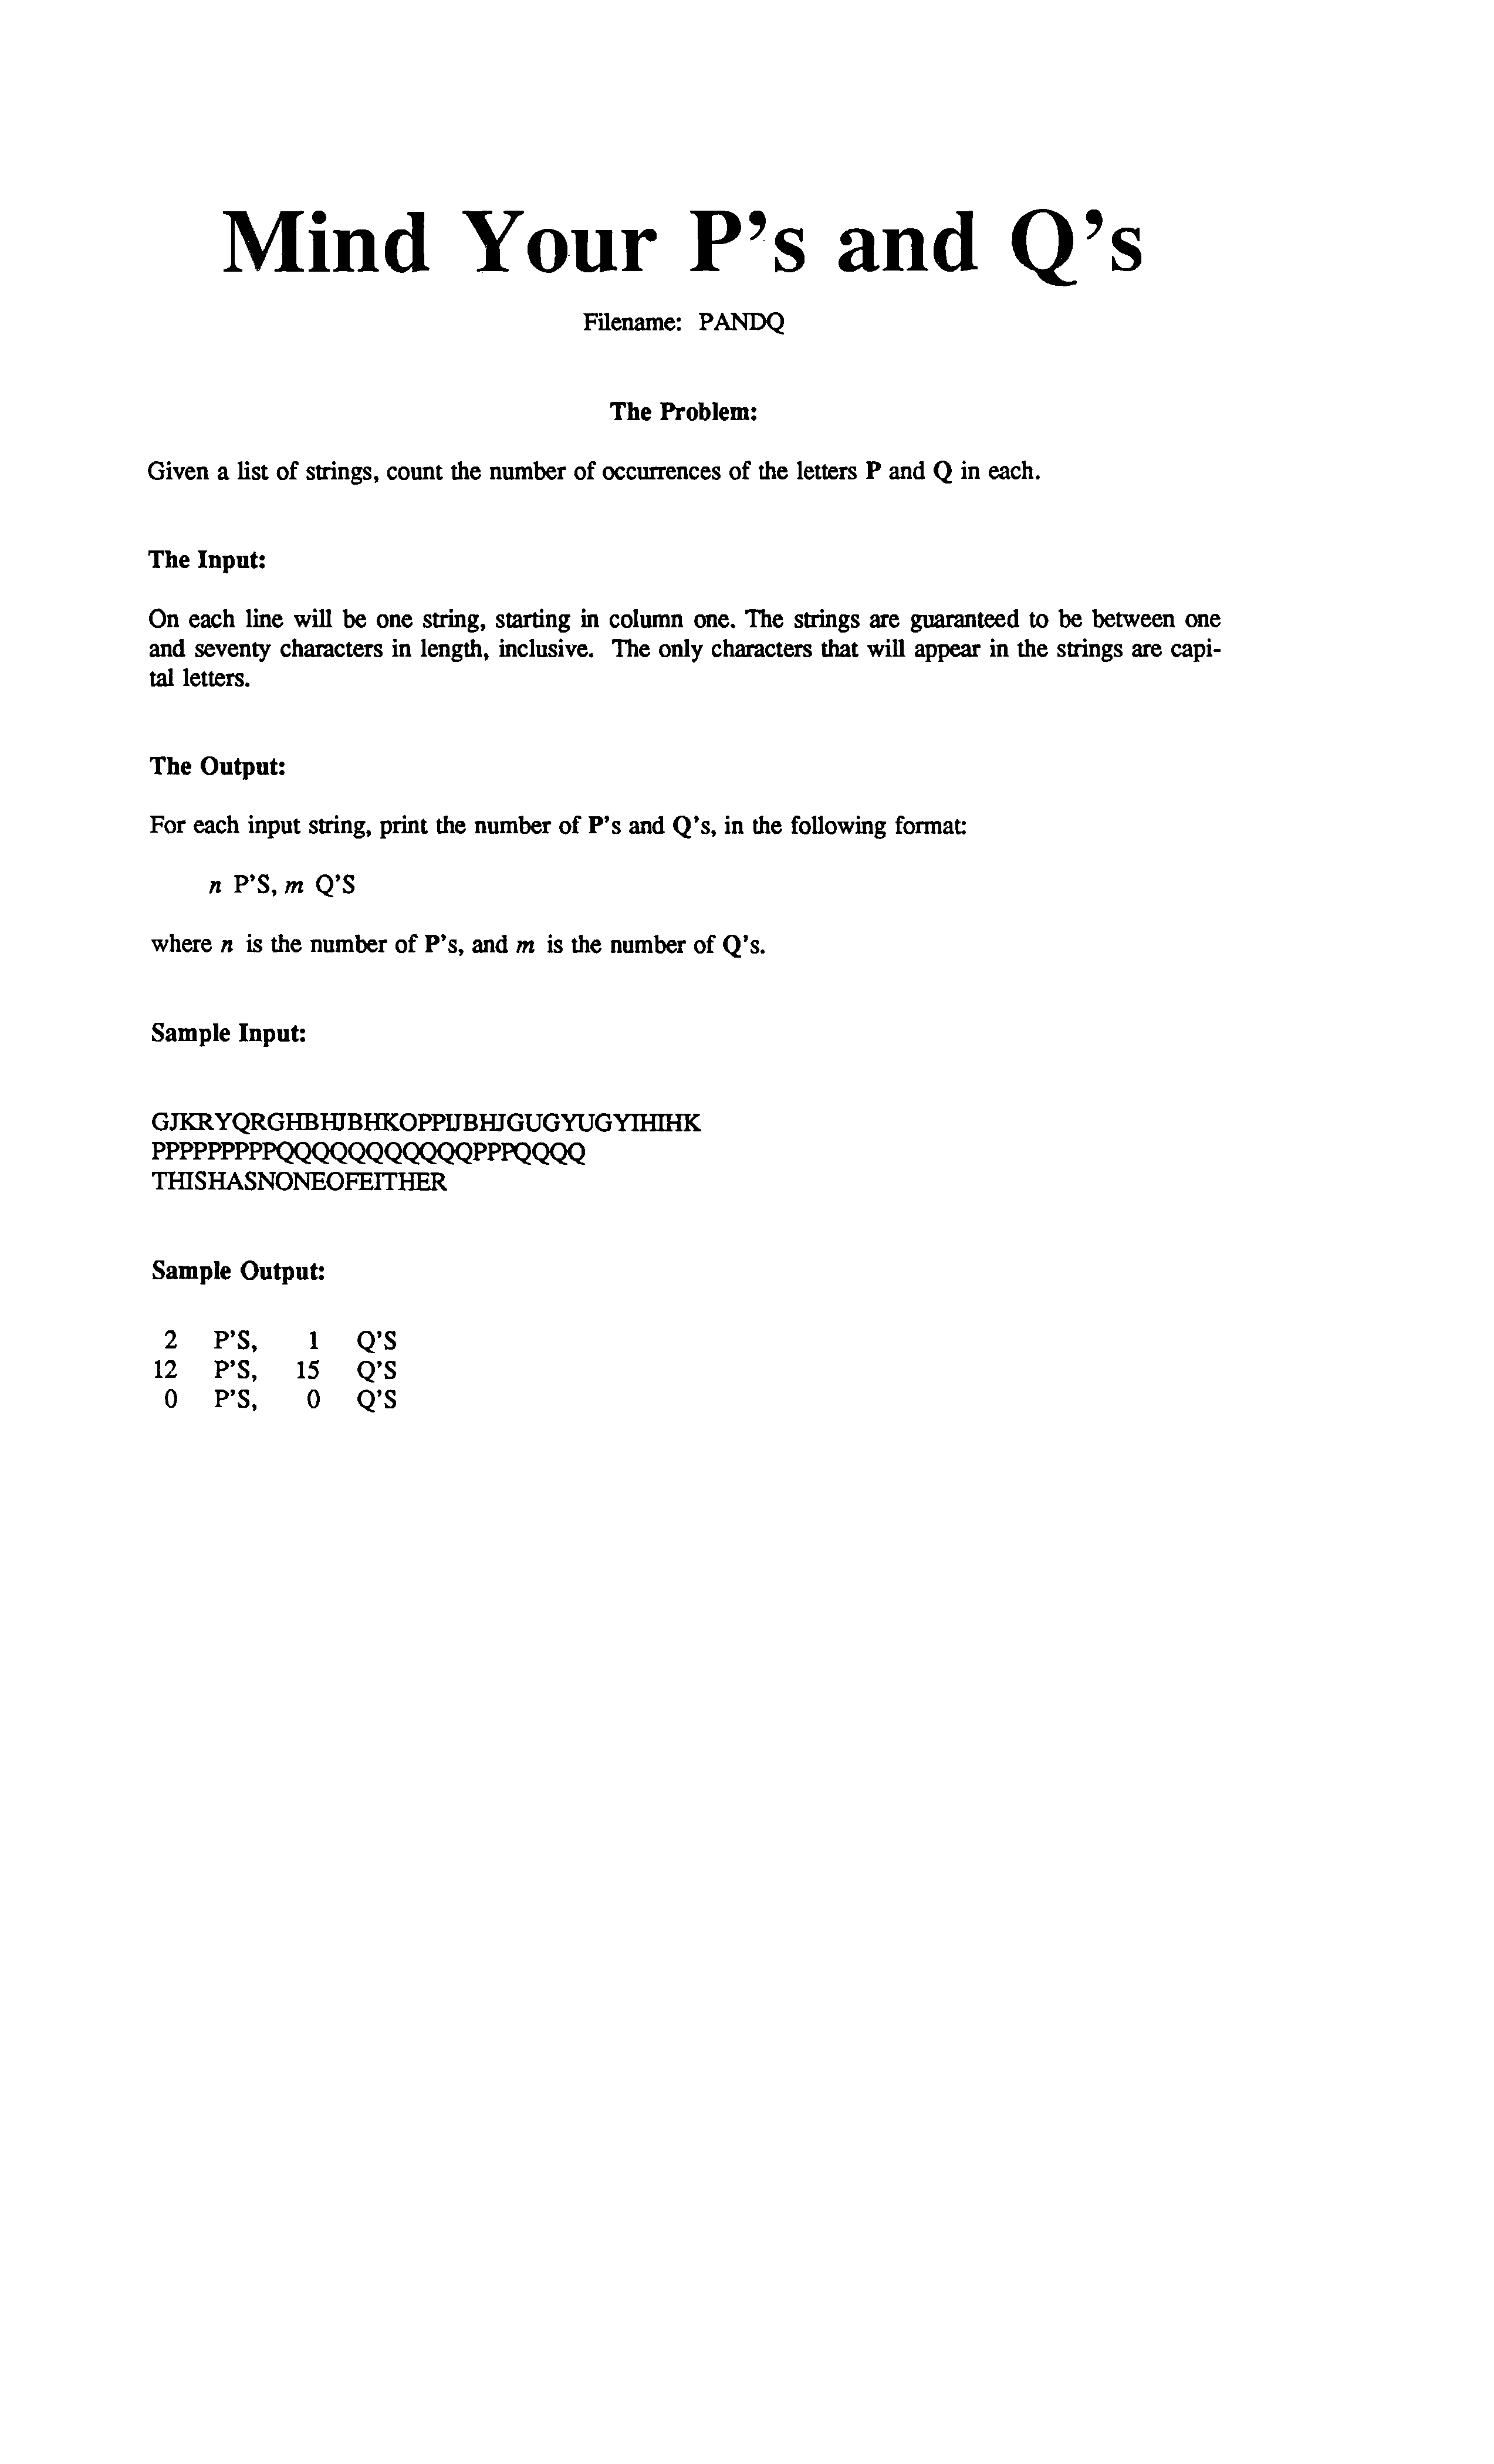 Mind Your P's and Q's
Filename: PANDQ
The Problem:
Given a list of strings, count the number of occurrences of the letters P and Q in each.
The Input:
On each line will be one string, starting in column one. The strings are guaranteed to be between one
and seventy characters in length, inclusive. The only characters that will appear in the strings are capi-
tal letters.
The Output:
For each input string, print the number of P's and Q's, in the following format:
n P'S, m Q'S
where n is the number of P's, and m is the number of Q's.
Sample Input:
GJKRYQRGHBHJBHKOPPIJBHJGUGYUGYIHIHK
PPPPPPPPPQQQQQQQQQQQPPPQQQQ
THISHASNONEOFEITHER
Sample Output:
2 P'S, 1 Q'S
12 P'S, 15 Q'S
0 P'S, 0 Q'S